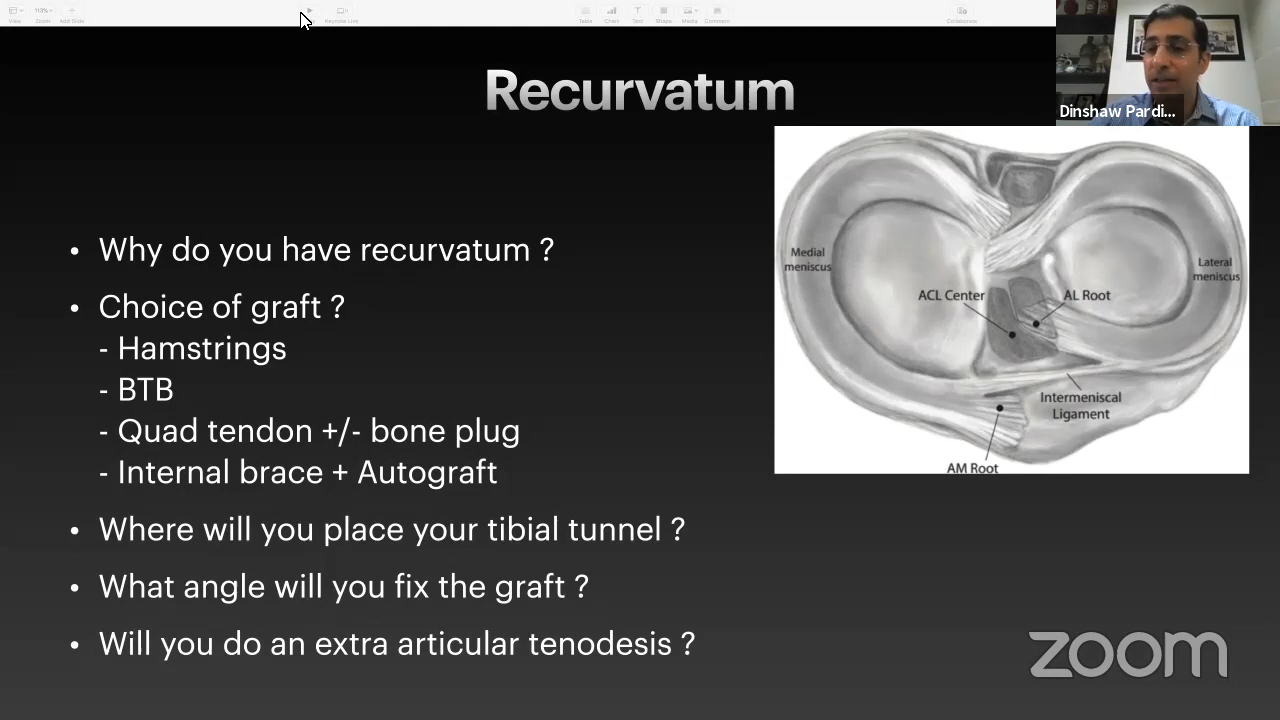 View
113%
Zoom
Add Slide
Keynote Live
Table
Chart
Text
Shape
Media
Comment
Collaborate
Dinshaw Pardi...
Recurvatum
• Why do you have recurvatum ?
• Choice of graft ?
- Hamstrings
- BTB
- Quad tendon +/- bone plug
- Internal brace + Autograft
• Where will you place your tibial tunnel ?
• What angle will you fix the graft ?
• Will you do an extra articular tenodesis ?
Medial
meniscus
Lateral
meniscus
ACL Center
AL Root
Intermeniscal
Ligament
AM Root
zoom